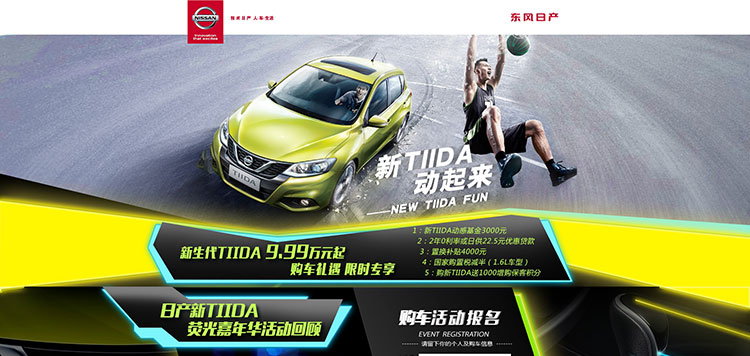 NISSAN
Innovation
that excites
技术日产 人·车·生活
东风日产
TIIDA
新TIIDA
动起来
——NEW TIIDA FUN
新生代TIIDA 9.99万元起
购车礼遇 限时专享
1：新TIIDA动感基金3000元
2：2年0利率或日供22.5元优惠贷款
3：置换补贴4000元
4：国家购置税减半（1.6L车型）
5：购新TIIDA送1000增购保客积分
日产新TIIDA
荧光嘉年华活动回顾
购车活动报名
EVENT REGISTRATION
请留下你的个人及购车信息